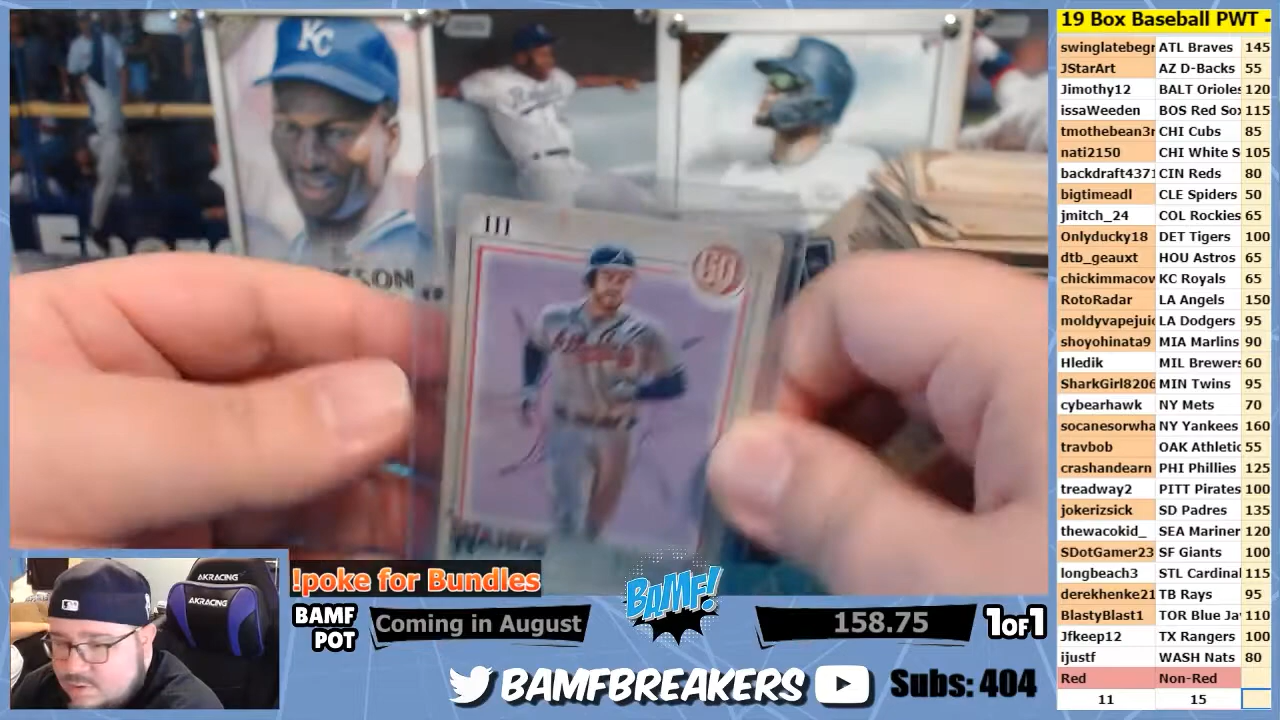 19 Box Baseball PWT -
swinglatebegr ATL Braves 145
JStarArt AZ D-Backs 55
Jimothy12 BALT Orioles 120
issaWeeden BOS Red Sox 115
tmothebean3r CHI Cubs 85
nati2150 CHI White S 105
backdraft4371 CIN Reds 80
bigtimeadl CLE Spiders 50
jmitch_24 COL Rockies 65
Onlyducky18 DET Tigers 100
dtb_geauxt HOU Astros 65
chickimmacov KC Royals 65
RotoRadar LA Angels 150
moldyvapejuic LA Dodgers 95
shoyohinata9 MIA Marlins 90
Hledik MIL Brewers 60
SharkGirl8206 MIN Twins 95
cybearhawk NY Mets 70
socanesorwha NY Yankees 160
travbob OAK Athletic 55
crashandearn PHI Phillies 125
treadway2 PITT Pirates 100
jokerizsick SD Padres 135
thewacokid_ SEA Mariner 120
SDotGamer23 SF Giants 100
longbeach3 STL Cardinal 115
derekhenke21 TB Rays 95
BlastyBlast1 TOR Blue Ja 110
Jfkeep12 TX Rangers 100
ijustf WASH Nats 80
Red Non-Red
11 15
KC
III
GQ
AKRACING
AKRACING
!poke for Bundles
BAMF
POT
Coming in August
BAMF!
158.75
1OF1
BAMFBREAKERS
Subs: 404